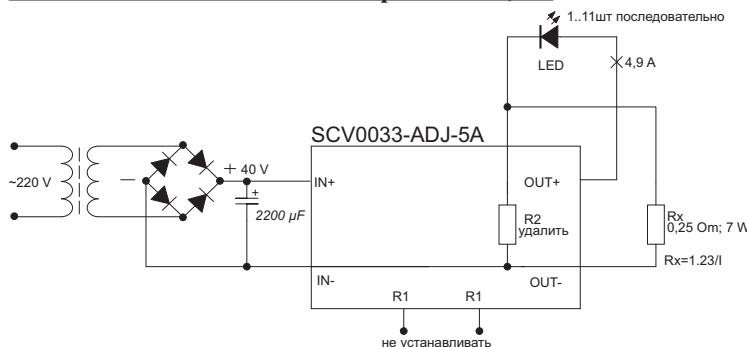 1..11шт последовательно
LED
4,9 A
SCV0033-ADJ-5A
~220 V
+ 40 V
IN+
OUT+
+
2200 µF
R2
удалить
Rx
0,25 Om; 7 W
Rx=1.23/I
IN-
OUT-
R1
R1
не устанавливать